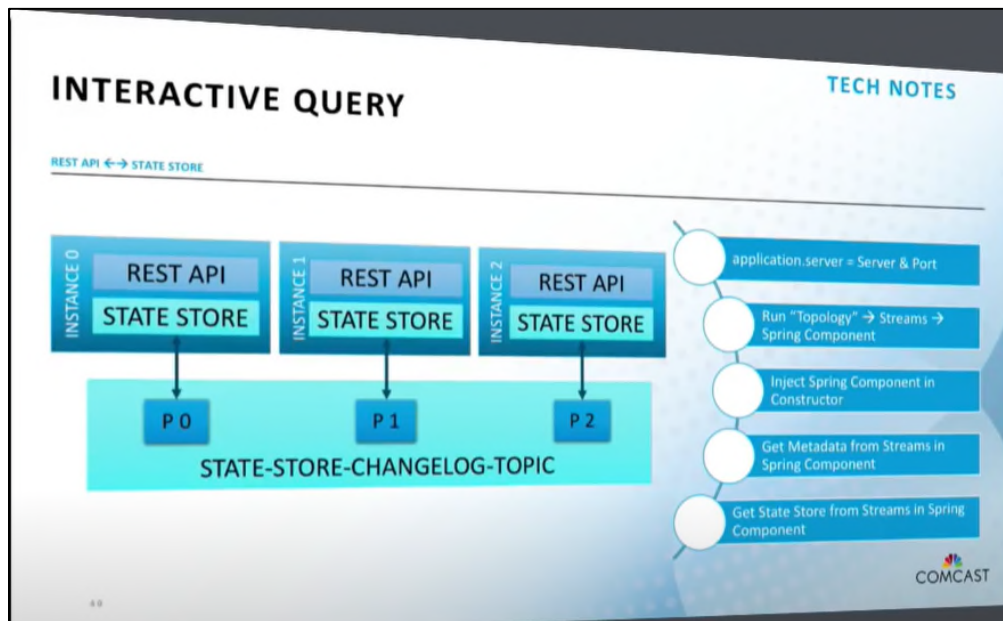 INTERACTIVE QUERY
TECH NOTES
REST API ←→ STATE STORE
INSTANCE 0
REST API
STATE STORE
INSTANCE 1
REST API
STATE STORE
INSTANCE 2
REST API
STATE STORE
P 0
P 1
P 2
STATE-STORE-CHANGELOG-TOPIC
application.server = Server & Port
Run “Topology” → Streams →
Spring Component
Inject Spring Component in
Constructor
Get Metadata from Streams in
Spring Component
Get State Store from Streams in Spring
Component
COMCAST
40